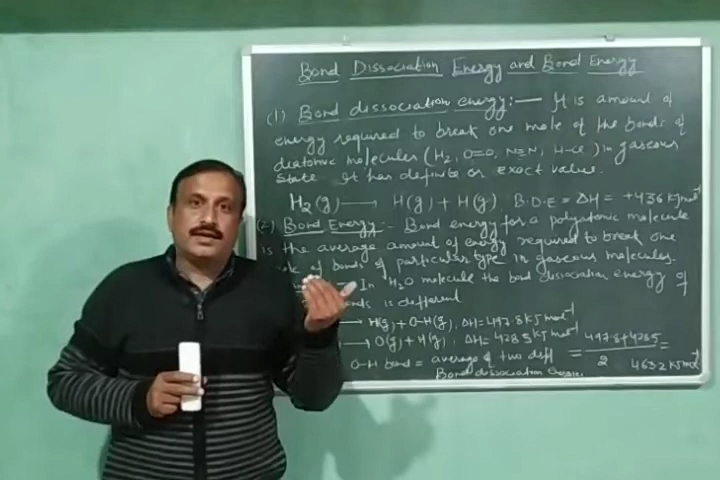 Bond Dissociation Energy and Bond Energy
(1) Bond dissociation energy:— It is amount of
energy required to break one mole of the bonds of
diatomic molecules (H2, O=O, N≡N, H-Cl) in gaseous
state. It has definite or exact value.
H2(g) ⟶ H(g) + H(g), B.D.E = ΔH = +436 kJ mol⁻¹
(2) Bond Energy - Bond energy for a polyatomic molecule
is the average amount of energy required to break one
of bonds of particular type in gaseous molecules.
In H2O molecule the bond dissociation energy of
bonds is different
⟶ H(g) + O-H(g), ΔH= 497.8 kJ mol⁻¹
⟶ O(g) + H(g), ΔH= 428.5 kJ mol⁻¹
O-H bond = average of two diff = 497.8+428.5 / 2 = 463.2 kJ mol⁻¹
Bond dissociation